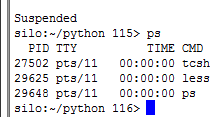 Suspended
silo:~/python 115> ps
PID TTY TIME CMD
27502 pts/11 00:00:00 tcsh
29625 pts/11 00:00:00 less
29648 pts/11 00:00:00 ps
silo:~/python 116>